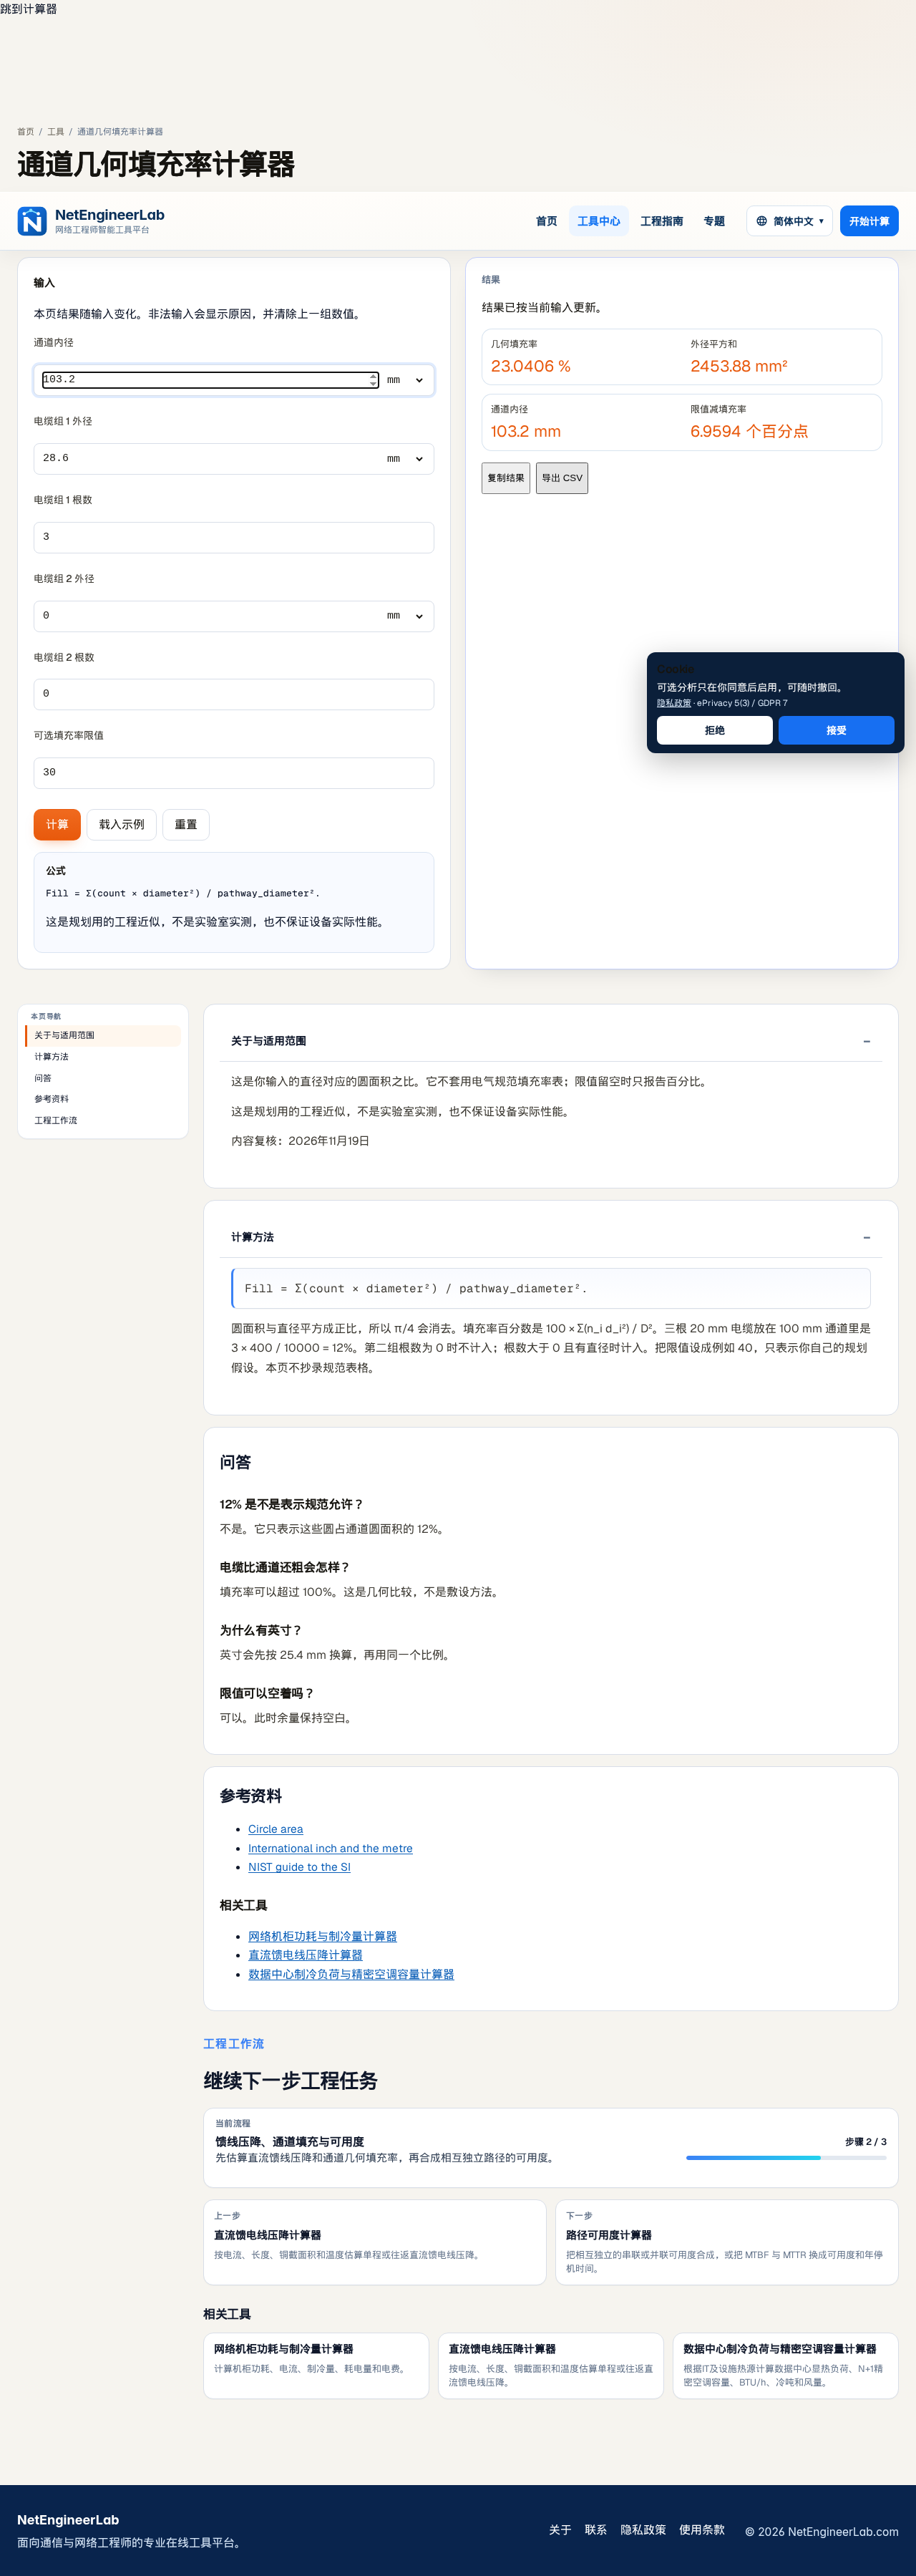 跳到计算器
首页 / 工具 / 通道几何填充率计算器
通道几何填充率计算器
NetEngineerLab
网络工程师智能工具平台
首页
工具中心
工程指南
专题
简体中文 ▾
开始计算
输入
本页结果随输入变化。非法输入会显示原因，并清除上一组数值。
通道内径
103.2 mm
电缆组 1 外径
28.6 mm
电缆组 1 根数
3
电缆组 2 外径
0 mm
电缆组 2 根数
0
可选填充率限值
30
计算 载入示例 重置
公式
Fill = Σ(count × diameter²) / pathway_diameter².
这是规划用的工程近似，不是实验室实测，也不保证设备实际性能。
结果
结果已按当前输入更新。
几何填充率
23.0406 %
外径平方和
2453.88 mm²
通道内径
103.2 mm
限值减填充率
6.9594 个百分点
复制结果 导出 CSV
Cookie
可选分析只在你同意后启用，可随时撤回。
隐私政策 · ePrivacy 5(3) / GDPR 7
拒绝 接受
本页导航
关于与适用范围
计算方法
问答
参考资料
工程工作流
关于与适用范围 −
这是你输入的直径对应的圆面积之比。它不套用电气规范填充率表；限值留空时只报告百分比。
这是规划用的工程近似，不是实验室实测，也不保证设备实际性能。
内容复核：2026年11月19日
计算方法 −
Fill = Σ(count × diameter²) / pathway_diameter².
圆面积与直径平方成正比，所以 π/4 会消去。填充率百分数是 100 × Σ(n_i d_i²) / D²。三根 20 mm 电缆放在 100 mm 通道里是
3 × 400 / 10000 = 12%。第二组根数为 0 时不计入；根数大于 0 且有直径时计入。把限值设成例如 40，只表示你自己的规划
假设。本页不抄录规范表格。
问答
12% 是不是表示规范允许？
不是。它只表示这些圆占通道圆面积的 12%。
电缆比通道还粗会怎样？
填充率可以超过 100%。这是几何比较，不是敷设方法。
为什么有英寸？
英寸会先按 25.4 mm 换算，再用同一个比例。
限值可以空着吗？
可以。此时余量保持空白。
参考资料
Circle area
International inch and the metre
NIST guide to the SI
相关工具
网络机柜功耗与制冷量计算器
直流馈电线压降计算器
数据中心制冷负荷与精密空调容量计算器
工程工作流
继续下一步工程任务
当前流程
馈线压降、通道填充与可用度
先估算直流馈线压降和通道几何填充率，再合成相互独立路径的可用度。
步骤 2 / 3
上一步
直流馈电线压降计算器
按电流、长度、铜截面积和温度估算单程或往返直流馈电线压降。
下一步
路径可用度计算器
把相互独立的串联或并联可用度合成，或把 MTBF 与 MTTR 换成可用度和年停
机时间。
相关工具
网络机柜功耗与制冷量计算器
计算机柜功耗、电流、制冷量、耗电量和电费。
直流馈电线压降计算器
按电流、长度、铜截面积和温度估算单程或往返直
流馈电线压降。
数据中心制冷负荷与精密空调容量计算器
根据IT及设施热源计算数据中心显热负荷、N+1精
密空调容量、BTU/h、冷吨和风量。
NetEngineerLab
面向通信与网络工程师的专业在线工具平台。
关于 联系 隐私政策 使用条款
© 2026 NetEngineerLab.com